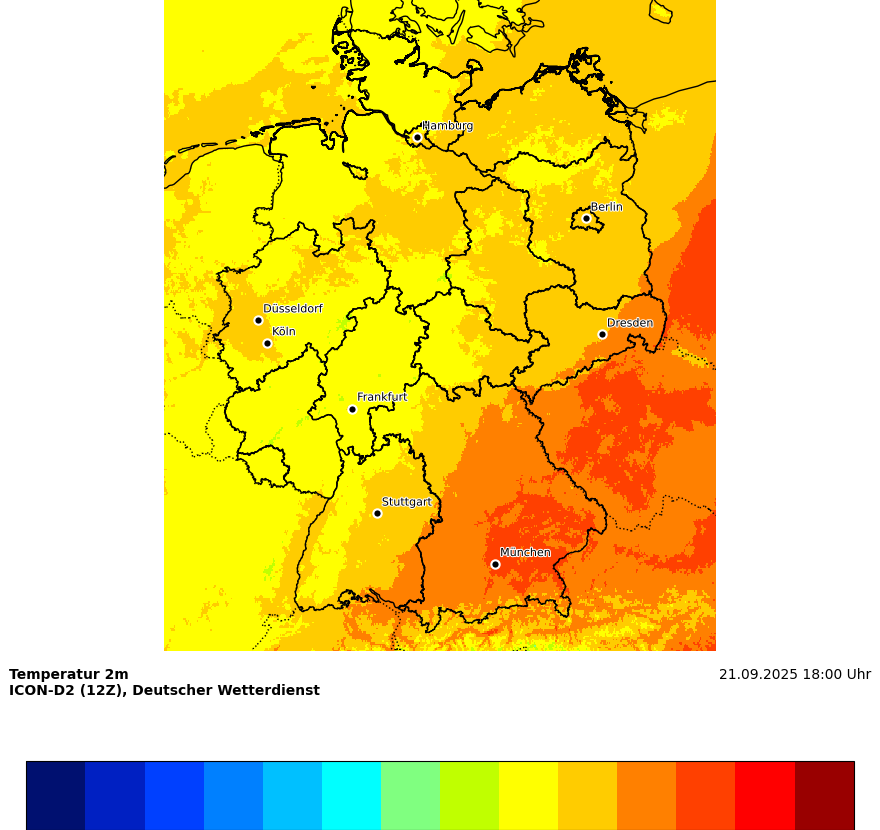 Hamburg
Berlin
Düsseldorf
Köln
Dresden
Frankfurt
Stuttgart
München
Temperatur 2m
21.09.2025 18:00 Uhr
ICON-D2 (12Z), Deutscher Wetterdienst